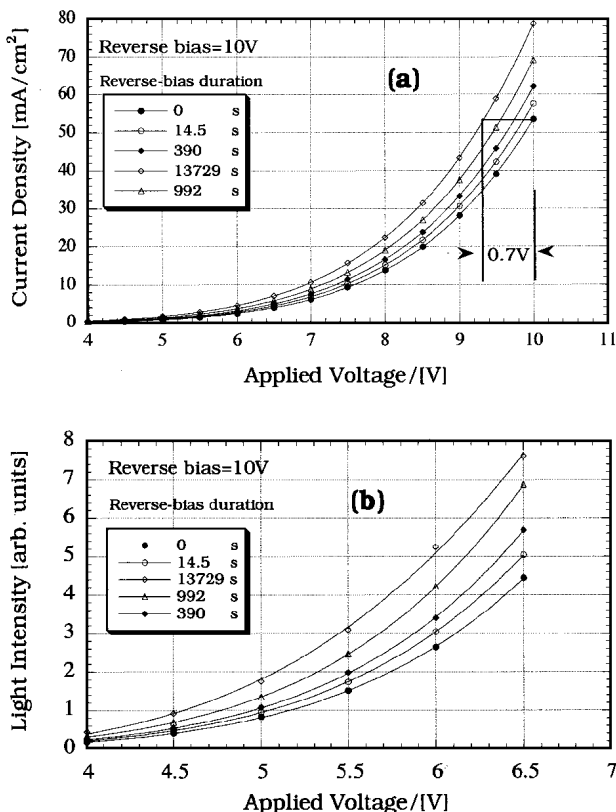 80
70
60
50
40
30
20
10
0
Current Density [mA/cm²]
Reverse bias=10V
(a)
Reverse-bias duration
0 s
14.5 s
390 s
13729 s
992 s
0.7V
4 5 6 7 8 9 10 11
Applied Voltage/[V]
8
7
6
5
4
3
2
1
0
Light Intensity [arb. units]
Reverse bias=10V
(b)
Reverse-bias duration
0 s
14.5 s
13729 s
992 s
390 s
4 4.5 5 5.5 6 6.5 7
Applied Voltage/[V]